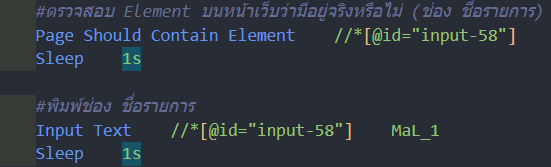 #ตรวจสอบ Element บนหน้าเว็บว่ามีอยู่จริงหรือไม่ (ช่อง ชื่อรายการ)
Page Should Contain Element    //*[@id="input-58"]
Sleep    1s
#พิมพ์ช่อง ชื่อรายการ
Input Text    //*[@id="input-58"]    MaL_1
Sleep    1s